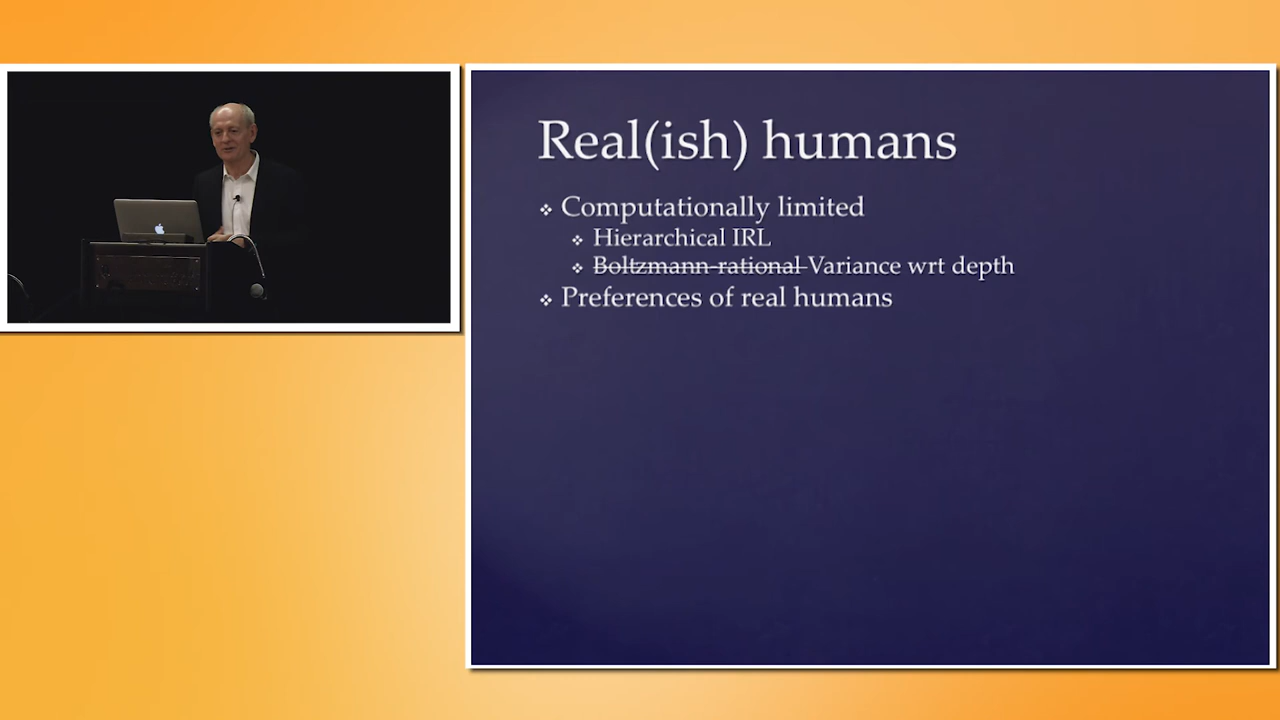 Real(ish) humans
Computationally limited
Hierarchical IRL
Boltzmann-rational Variance wrt depth
Preferences of real humans